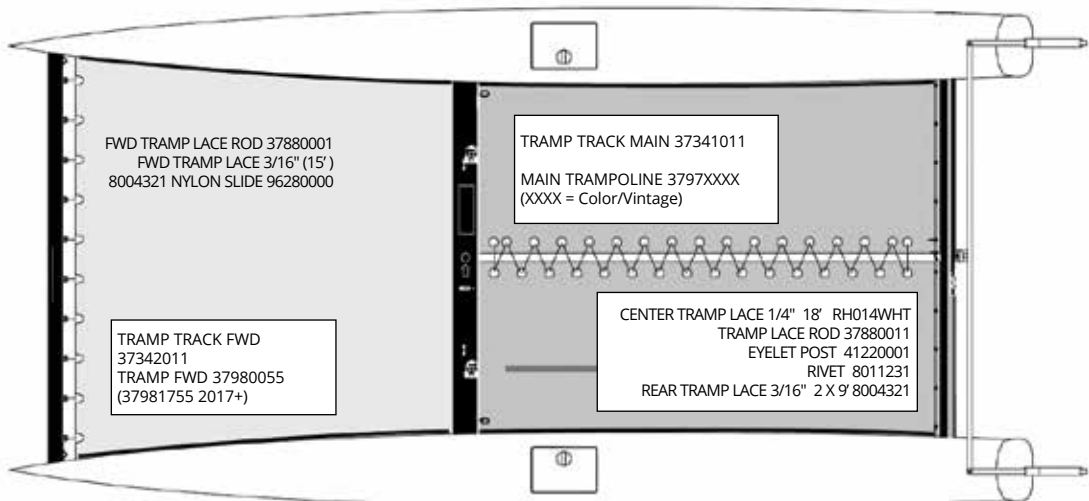 FWD TRAMP LACE ROD 37880001
FWD TRAMP LACE 3/16" (15' )
8004321 NYLON SLIDE 96280000
TRAMP TRACK FWD
37342011
TRAMP FWD 37980055
(37981755 2017+)
TRAMP TRACK MAIN 37341011
MAIN TRAMPOLINE 3797XXXX
(XXXX = Color/Vintage)
CENTER TRAMP LACE 1/4" 18' RH014WHT
TRAMP LACE ROD 37880011
EYELET POST 41220001
RIVET 8011231
REAR TRAMP LACE 3/16" 2 X 9' 8004321